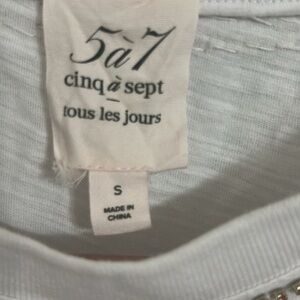 5à7
cinq à sept
tous les jours
S
MADE IN
CHINA